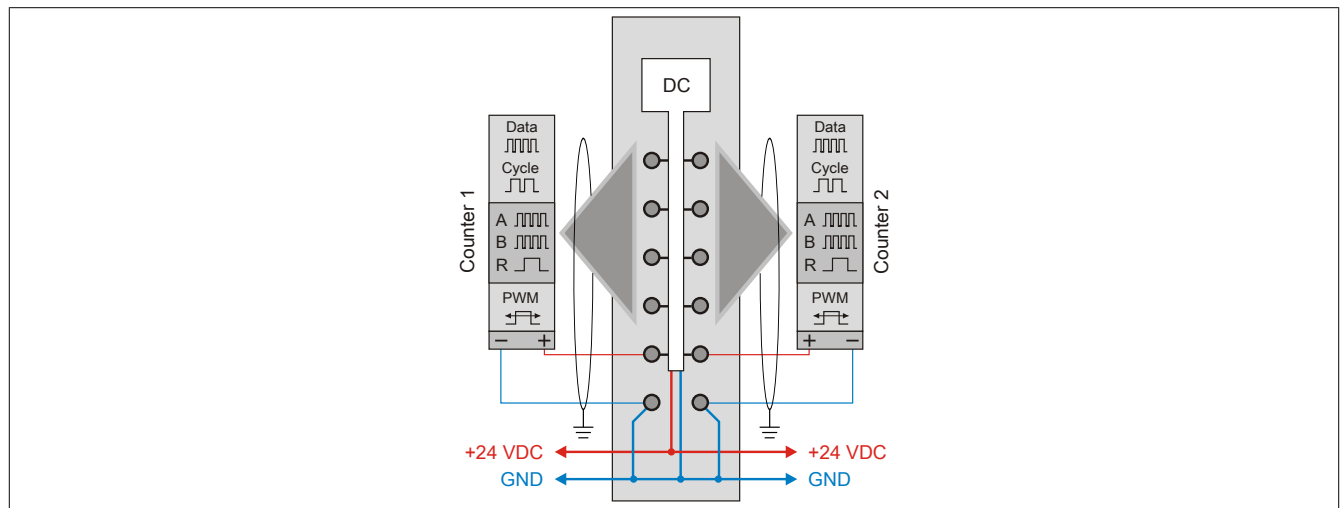 DC
Counter 1
Data
Cycle
A
B
R
PWM
− +
Data
Cycle
A
B
R
PWM
+ −
Counter 2
+24 VDC
+24 VDC
GND
GND